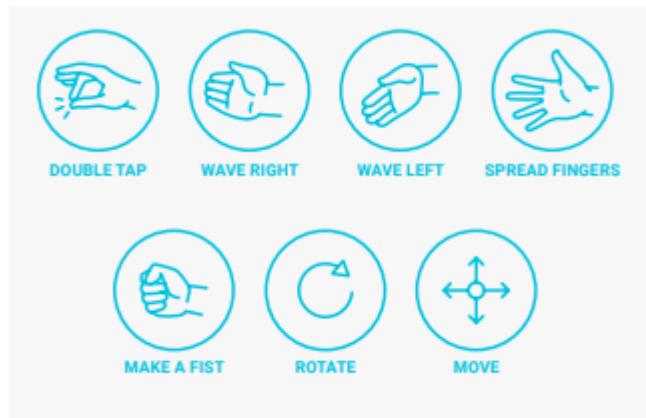 DOUBLE TAP WAVE RIGHT WAVE LEFT SPREAD FINGERS
MAKE A FIST ROTATE MOVE